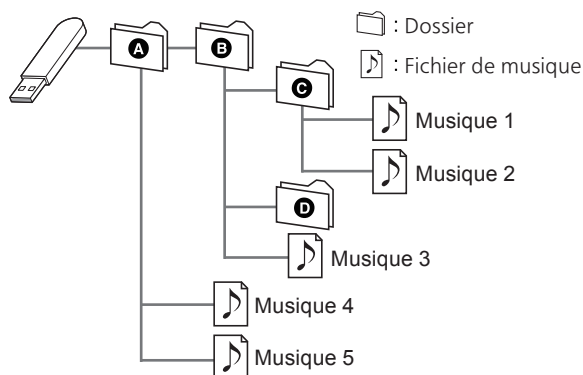 A
B
: Dossier
: Fichier de musique
C
Musique 1
Musique 2
D
Musique 3
Musique 4
Musique 5